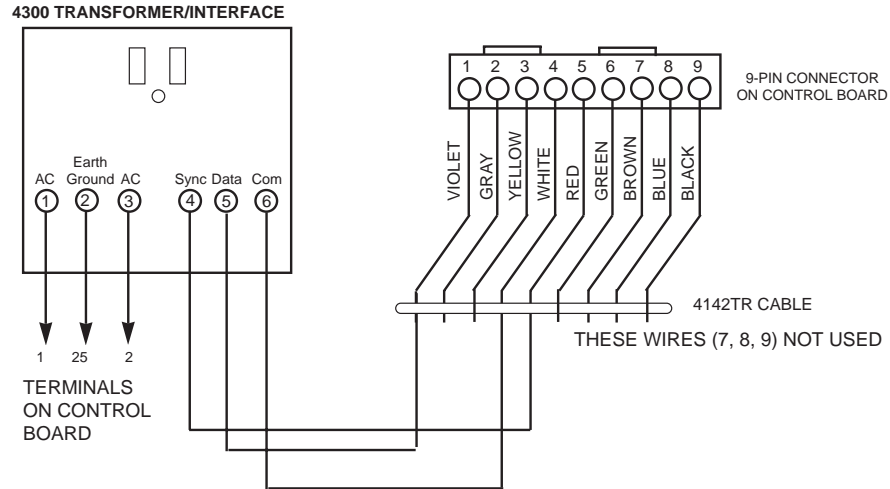 4300 TRANSFORMER/INTERFACE
AC
Earth
Ground
AC
Sync
Data
Com
1
2
3
4
5
6
1
25
2
TERMINALS
ON CONTROL
BOARD
1 2 3 4 5 6 7 8 9
9-PIN CONNECTOR
ON CONTROL BOARD
VIOLET
GRAY
YELLOW
WHITE
RED
GREEN
BROWN
BLUE
BLACK
4142TR CABLE
THESE WIRES (7, 8, 9) NOT USED